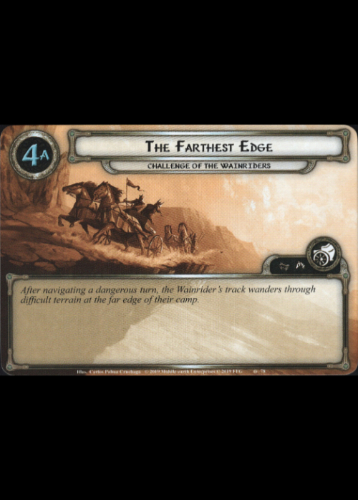 4A
The Farthest Edge
Challenge of the Wainriders
After navigating a dangerous turn, the Wainrider's track wanders through
difficult terrain at the far edge of their camp.
Illus.